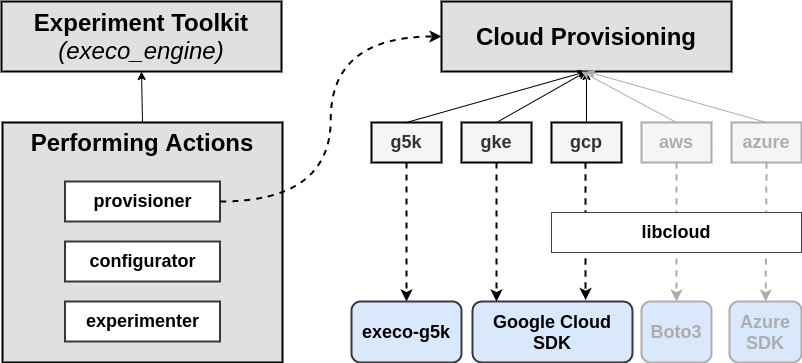 Experiment Toolkit
(execo_engine)
Cloud Provisioning
Performing Actions
provisioner
configurator
experimenter
g5k
gke
gcp
aws
azure
libcloud
execo-g5k
Google Cloud
SDK
Boto3
Azure
SDK